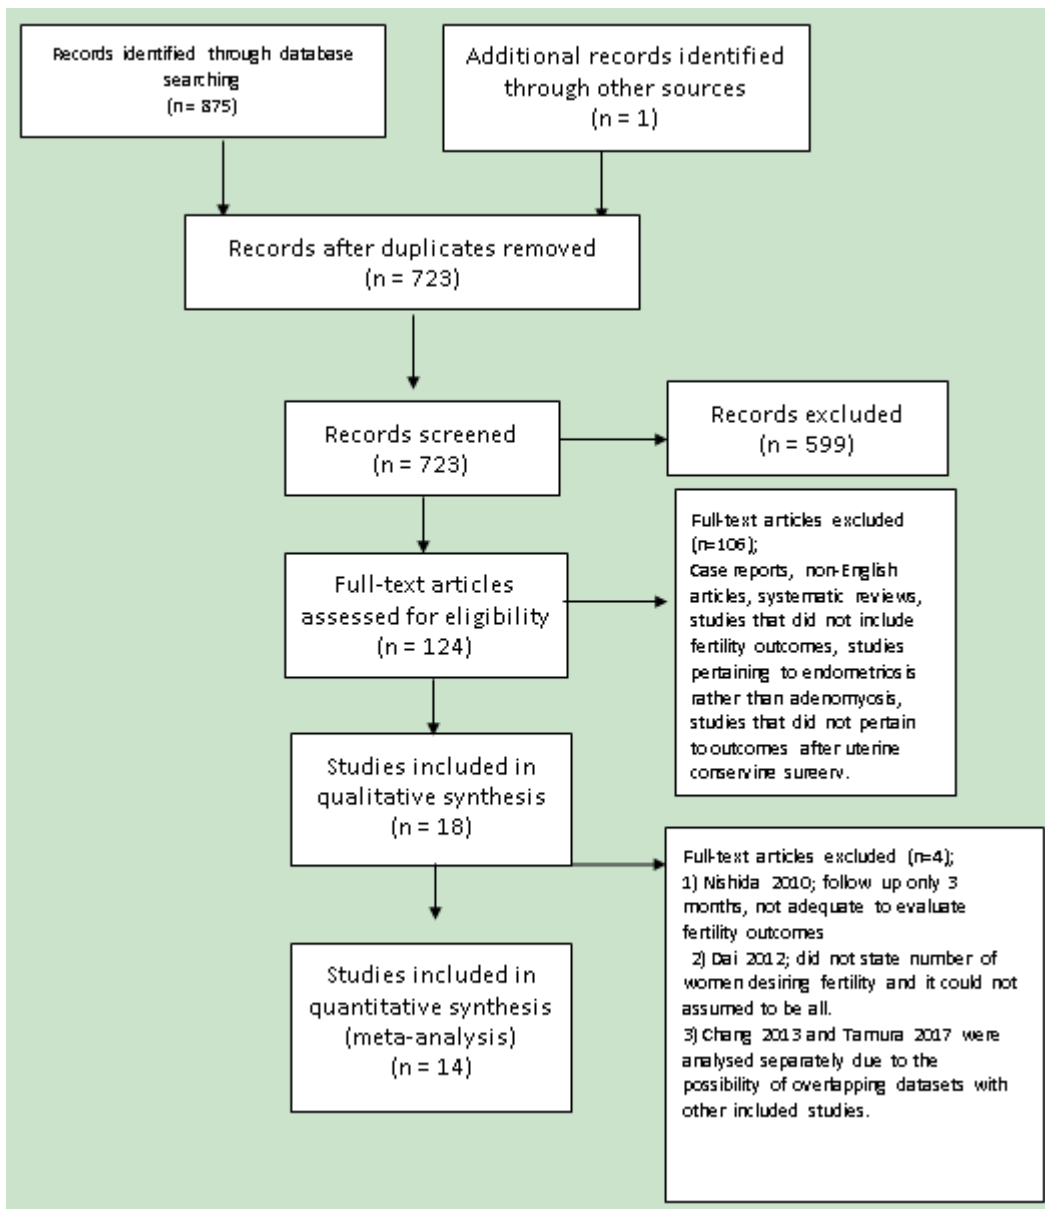 Records identified through database
searching
(n = 875)
Additional records identified
through other sources
(n = 1)
Records after duplicates removed
(n = 723)
Records screened
(n = 723)
Records excluded
(n = 599)
Full-text articles
assessed for eligibility
(n = 124)
Full-text articles excluded
(n=106);
Case reports, non-English
articles, systematic reviews,
studies that did not include
fertility outcomes, studies
pertaining to endometriosis
rather than adenomyosis,
studies that did not pertain
to outcomes after uterine
conserving surgery.
Studies included in
qualitative synthesis
(n = 18)
Full-text articles excluded (n=4);
1) Nishida 2010; follow up only 3
months, not adequate to evaluate
fertility outcomes
2) Dai 2012; did not state number of
women desiring fertility and it could not
assumed to be all.
3) Chang 2013 and Tamura 2017 were
analysed separately due to the
possibility of overlapping datasets with
other included studies.
Studies included in
quantitative synthesis
(meta-analysis)
(n = 14)